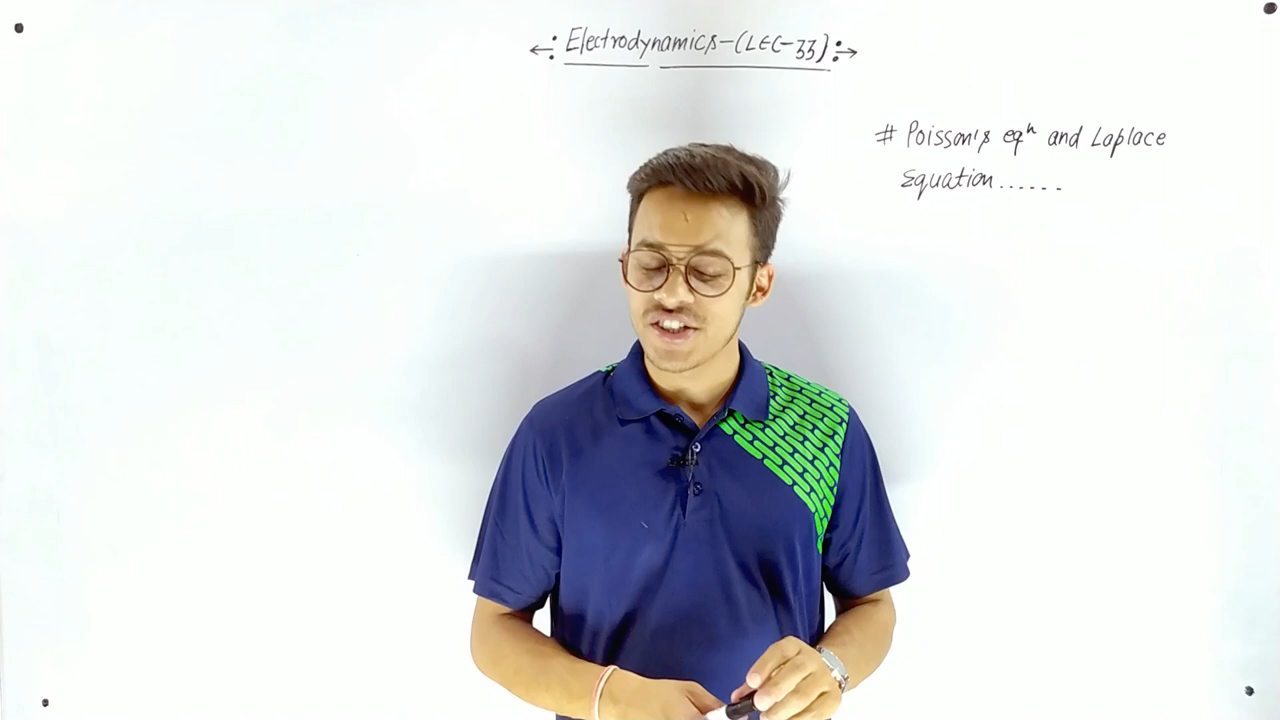 ←: Electrodynamics-(LEC-33) :→
# Poisson's eqⁿ and Laplace
Equation......